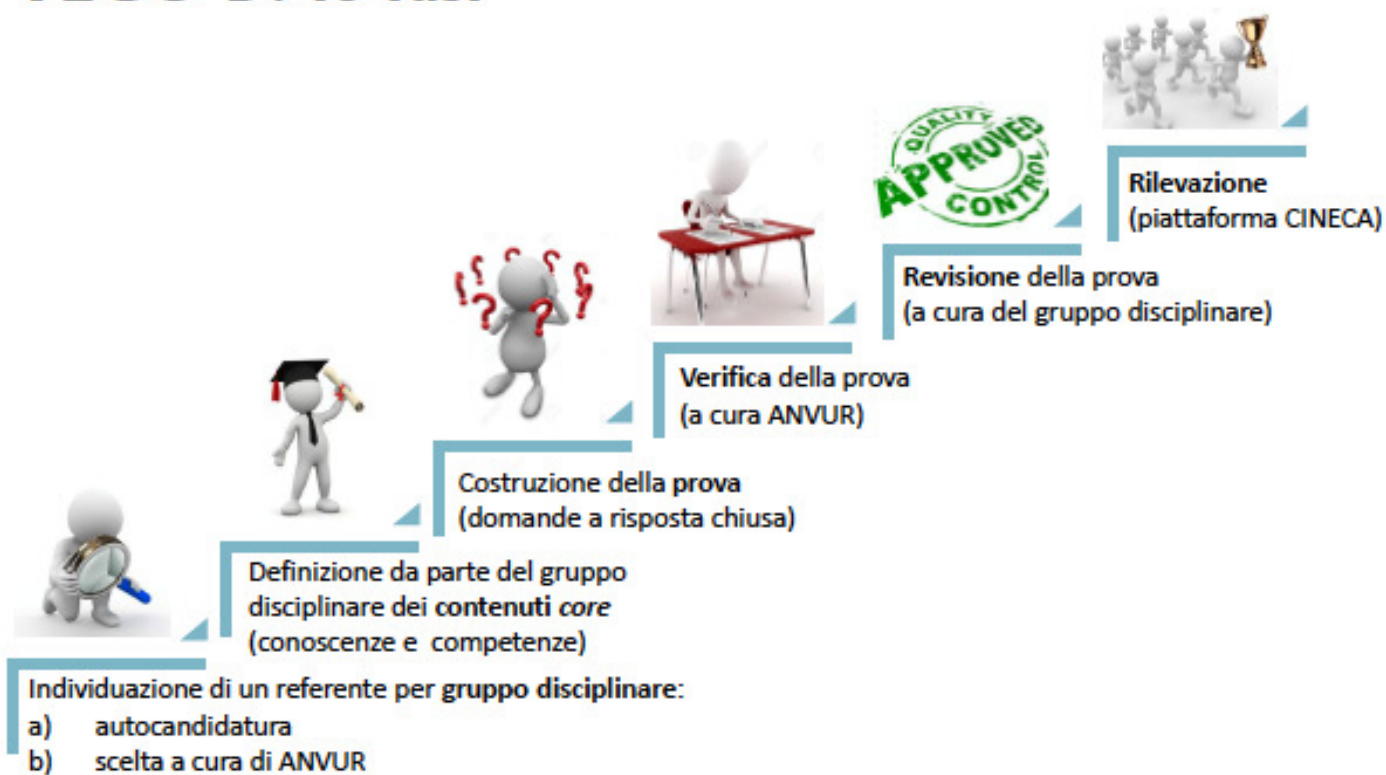 QUALITY
APPROVED
CONTROL
Rilevazione
(piattaforma CINECA)
Revisione della prova
(a cura del gruppo disciplinare)
Verifica della prova
(a cura ANVUR)
Costruzione della prova
(domande a risposta chiusa)
Definizione da parte del gruppo
disciplinare dei contenuti core
(conoscenze e competenze)
Individuazione di un referente per gruppo disciplinare:
a) autocandidatura
b) scelta a cura di ANVUR